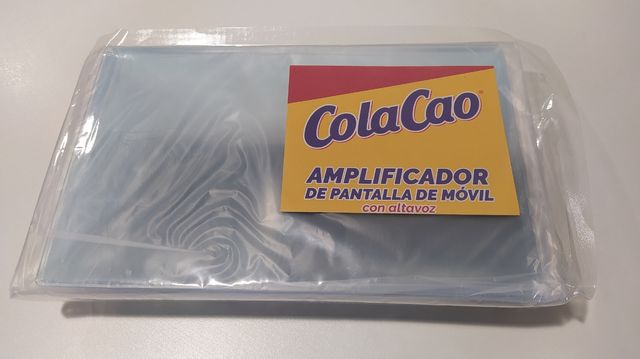 ColaCao
AMPLIFICADOR
DE PANTALLA DE MÓVIL
con altavoz